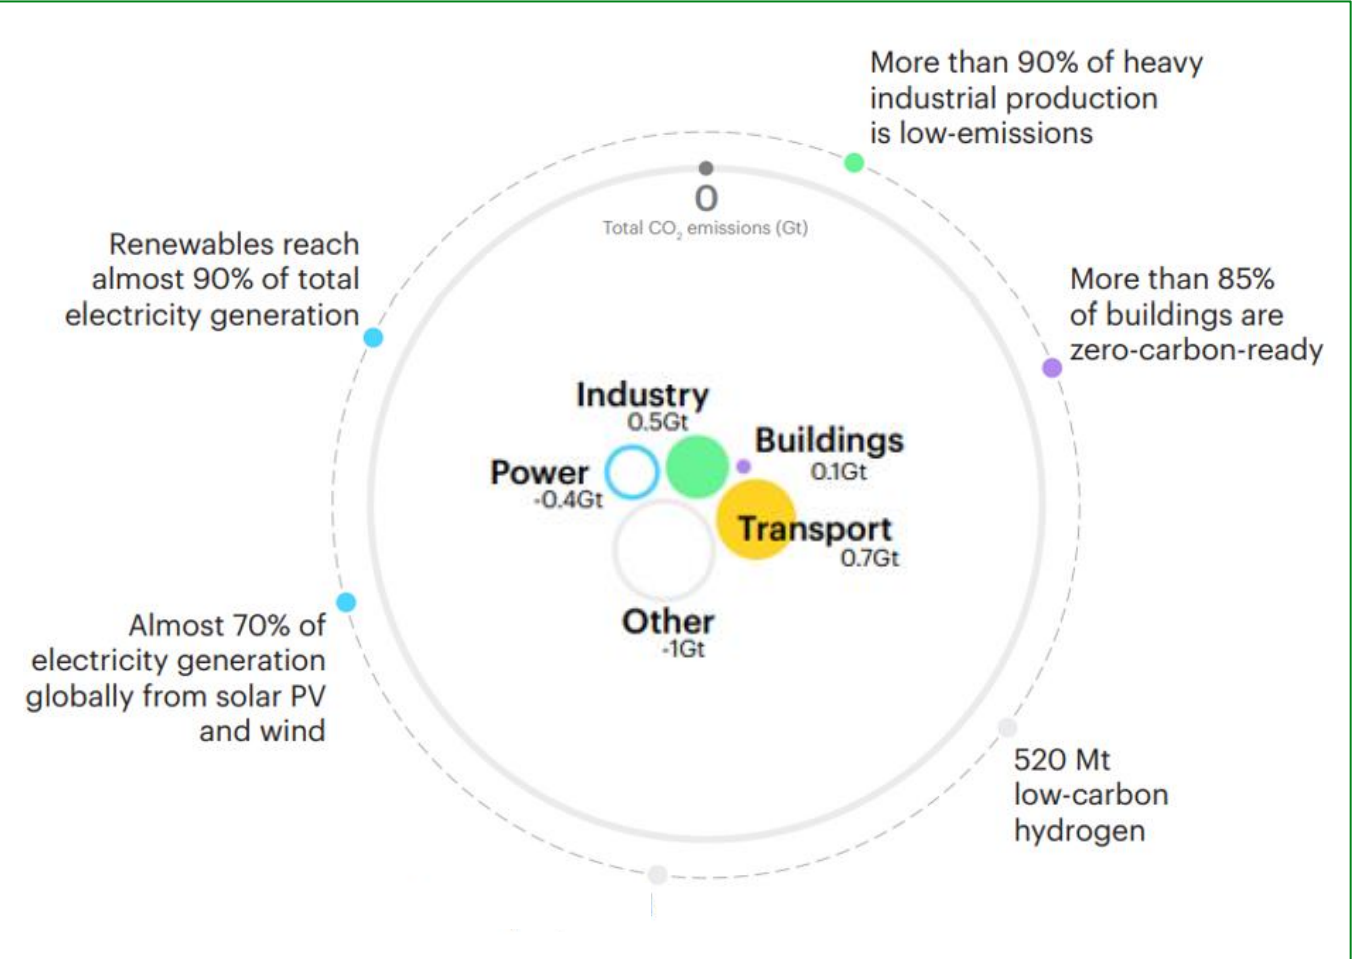 More than 90% of heavy
industrial production
is low-emissions
0
Total CO₂ emissions (Gt)
Renewables reach
almost 90% of total
electricity generation
More than 85%
of buildings are
zero-carbon-ready
Industry
0.5Gt
Buildings
0.1Gt
Power
-0.4Gt
Transport
0.7Gt
Other
-1Gt
Almost 70% of
electricity generation
globally from solar PV
and wind
520 Mt
low-carbon
hydrogen